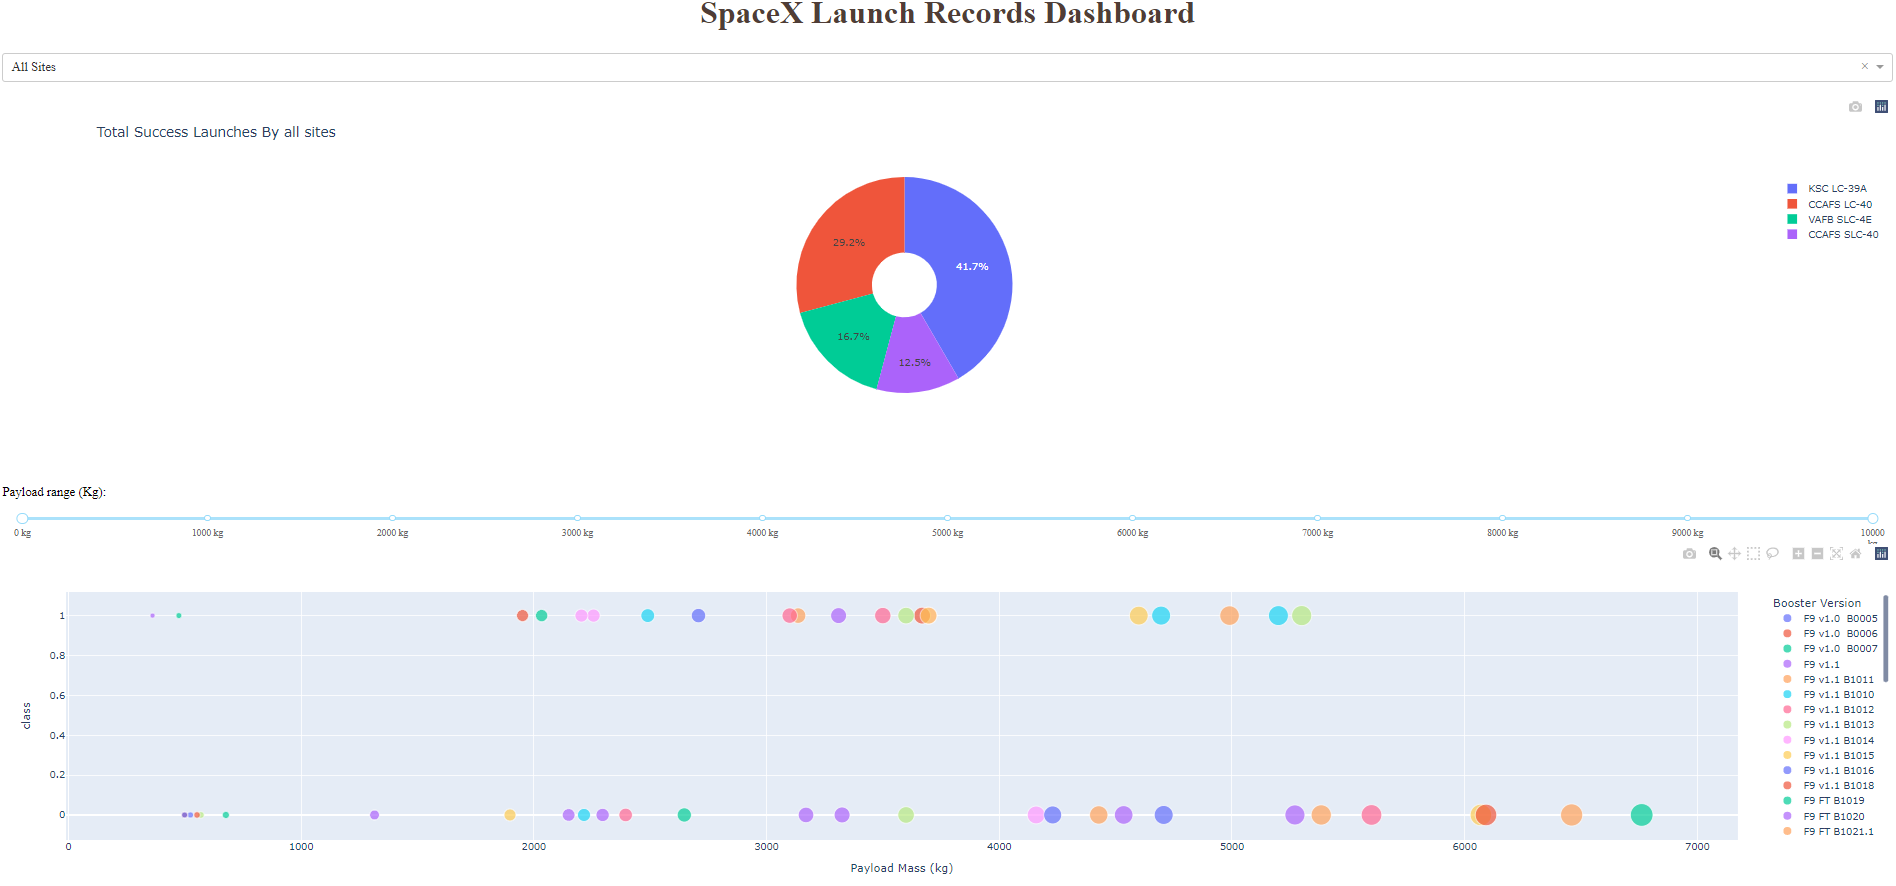 SpaceX Launch Records Dashboard
All Sites
Total Success Launches By all sites
KSC LC-39A
CCAFS LC-40
VAFB SLC-4E
CCAFS SLC-40
29.2%
41.7%
16.7%
12.5%
Payload range (Kg):
0 kg 1000 kg 2000 kg 3000 kg 4000 kg 5000 kg 6000 kg 7000 kg 8000 kg 9000 kg 10000
Booster Version
F9 v1.0 B0005
F9 v1.0 B0006
F9 v1.0 B0007
F9 v1.1
F9 v1.1 B1011
F9 v1.1 B1010
F9 v1.1 B1012
F9 v1.1 B1013
F9 v1.1 B1014
F9 v1.1 B1015
F9 v1.1 B1016
F9 v1.1 B1018
F9 FT B1019
F9 FT B1020
F9 FT B1021.1
1
0.8
0.6
0.4
0.2
0
class
0 1000 2000 3000 4000 5000 6000 7000
Payload Mass (kg)